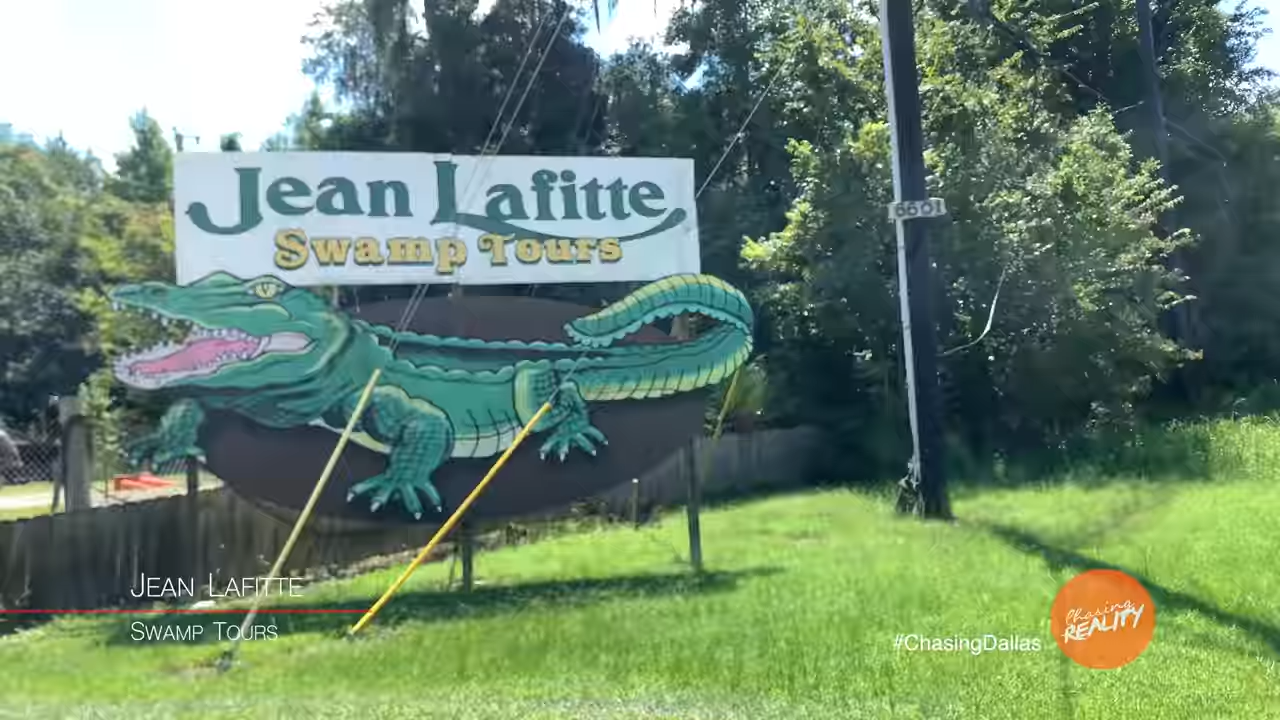 Jean Lafitte
Swamp Tours
6601
JEAN LAFITTE
SWAMP TOURS
#ChasingDallas
Chasing
REALITY